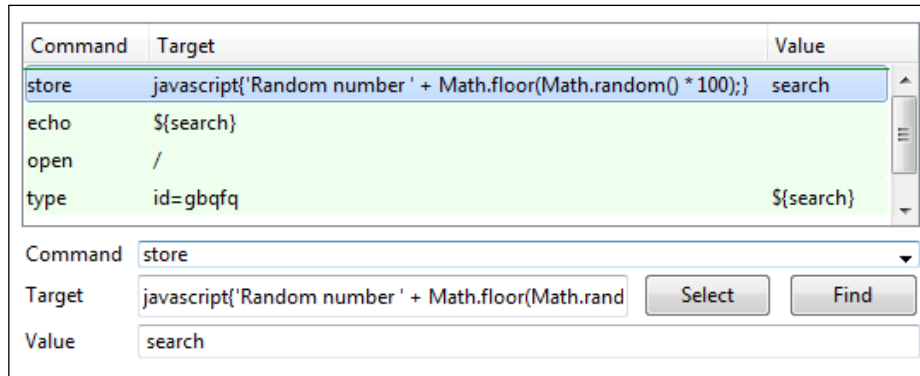 Command Target Value
store javascript{'Random number ' + Math.floor(Math.random() *100);} search
echo ${search}
open /
type id=gbqfq ${search}
Command store
Target javascript{'Random number ' + Math.floor(Math.rand Select Find
Value search